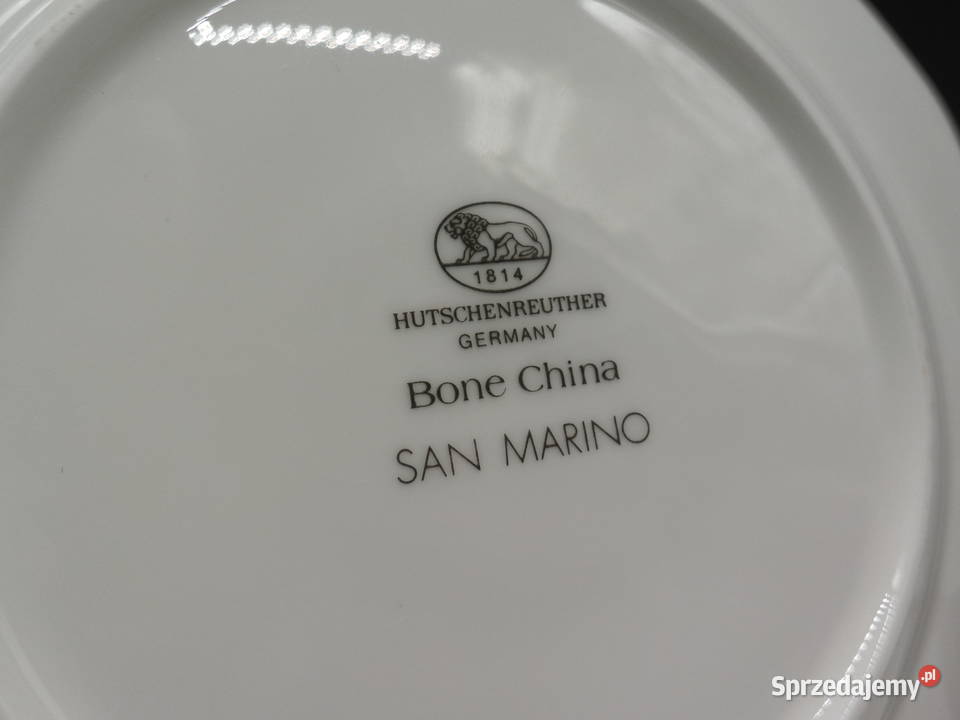 1814
HUTSCHENREUTHER
GERMANY
Bone China
SAN MARINO
Sprzedajemy.pl